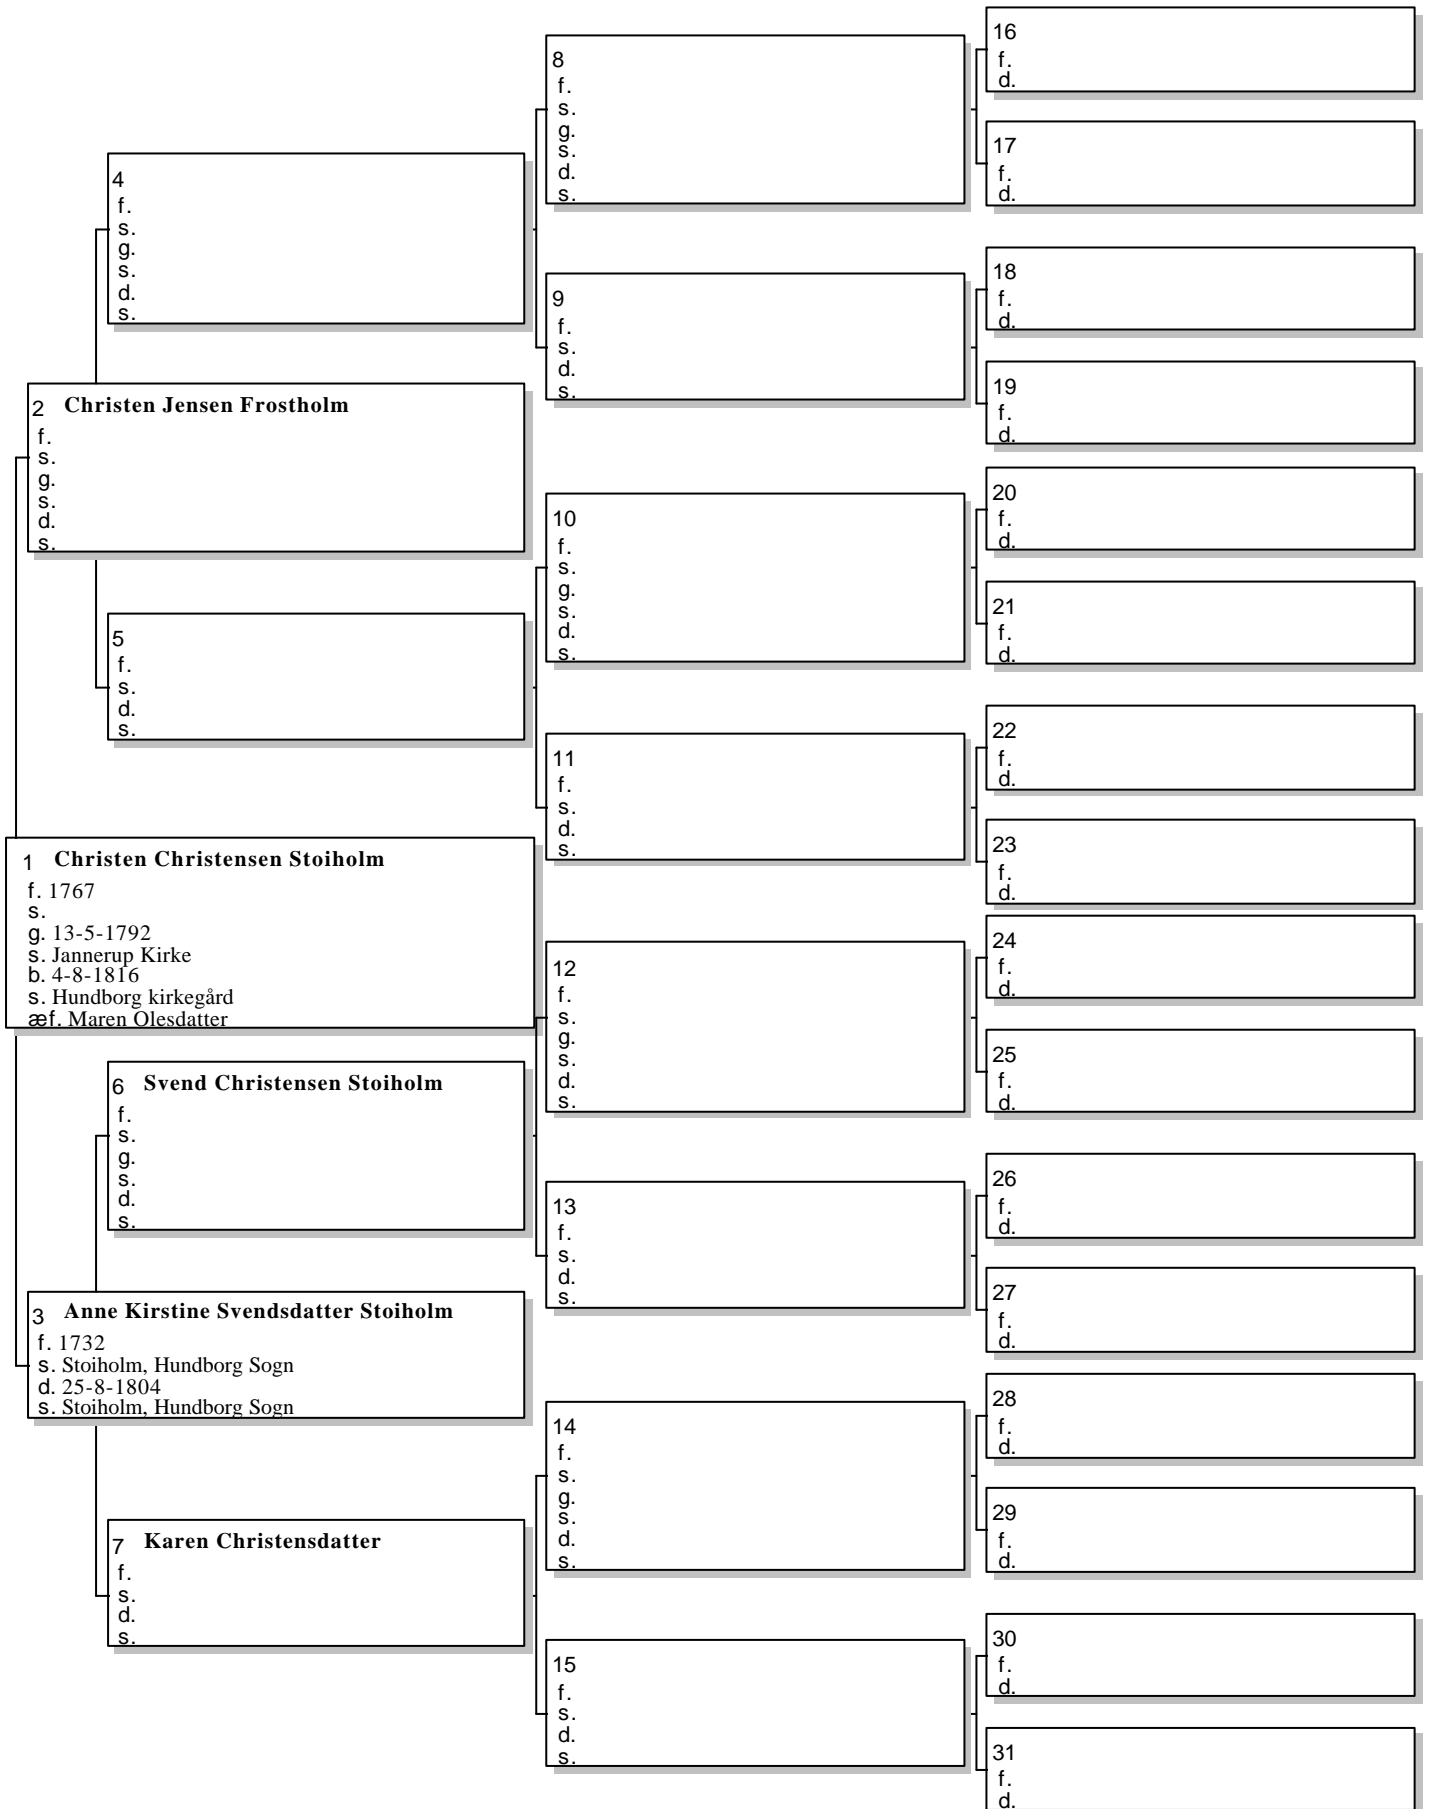 16
f.
d.
8
f.
s.
g.
s.
d.
s.
17
f.
d.
4
f.
s.
g.
s.
d.
s.
18
f.
d.
9
f.
s.
d.
s.
19
f.
d.
2 Christen Jensen Frostholm
f.
s.
g.
s.
d.
s.
20
f.
d.
10
f.
s.
g.
s.
d.
s.
21
f.
d.
5
f.
s.
d.
s.
22
f.
d.
11
f.
s.
d.
s.
23
f.
d.
1 Christen Christensen Stoiholm
f. 1767
s.
g. 13-5-1792
s. Jannerup Kirke
b. 4-8-1816
s. Hundborg kirkegård
æf. Maren Olesdatter
24
f.
d.
12
f.
s.
g.
s.
d.
s.
25
f.
d.
6 Svend Christensen Stoiholm
f.
s.
g.
s.
d.
s.
26
f.
d.
13
f.
s.
d.
s.
27
f.
d.
3 Anne Kirstine Svendsdatter Stoiholm
f. 1732
s. Stoiholm, Hundborg Sogn
d. 25-8-1804
s. Stoiholm, Hundborg Sogn
28
f.
d.
14
f.
s.
g.
s.
d.
s.
29
f.
d.
7 Karen Christensdatter
f.
s.
d.
s.
30
f.
d.
15
f.
s.
d.
s.
31
f.
d.